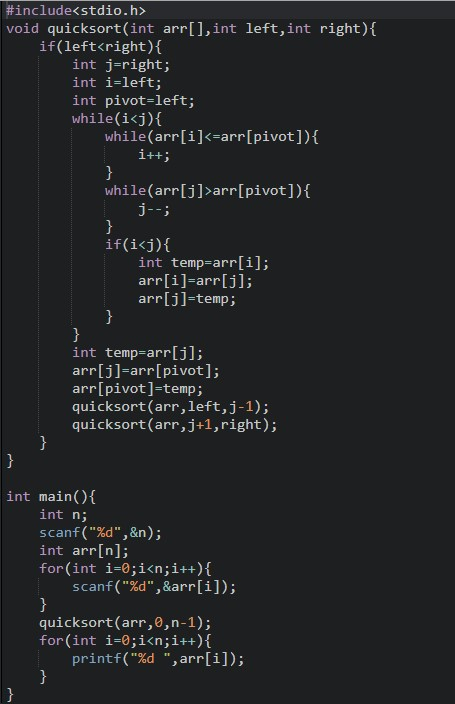 #include<stdio.h>
void quicksort(int arr[],int left,int right){
    if(left<right){
        int j=right;
        int i=left;
        int pivot=left;
        while(i<j){
            while(arr[i]<=arr[pivot]){
                i++;
            }
            while(arr[j]>arr[pivot]){
                j--;
            }
            if(i<j){
                int temp=arr[i];
                arr[i]=arr[j];
                arr[j]=temp;
            }
        }
        int temp=arr[j];
        arr[j]=arr[pivot];
        arr[pivot]=temp;
        quicksort(arr,left,j-1);
        quicksort(arr,j+1,right);
    }
}

int main(){
    int n;
    scanf("%d",&n);
    int arr[n];
    for(int i=0;i<n;i++){
        scanf("%d",&arr[i]);
    }
    quicksort(arr,0,n-1);
    for(int i=0;i<n;i++){
        printf("%d ",arr[i]);
    }
}